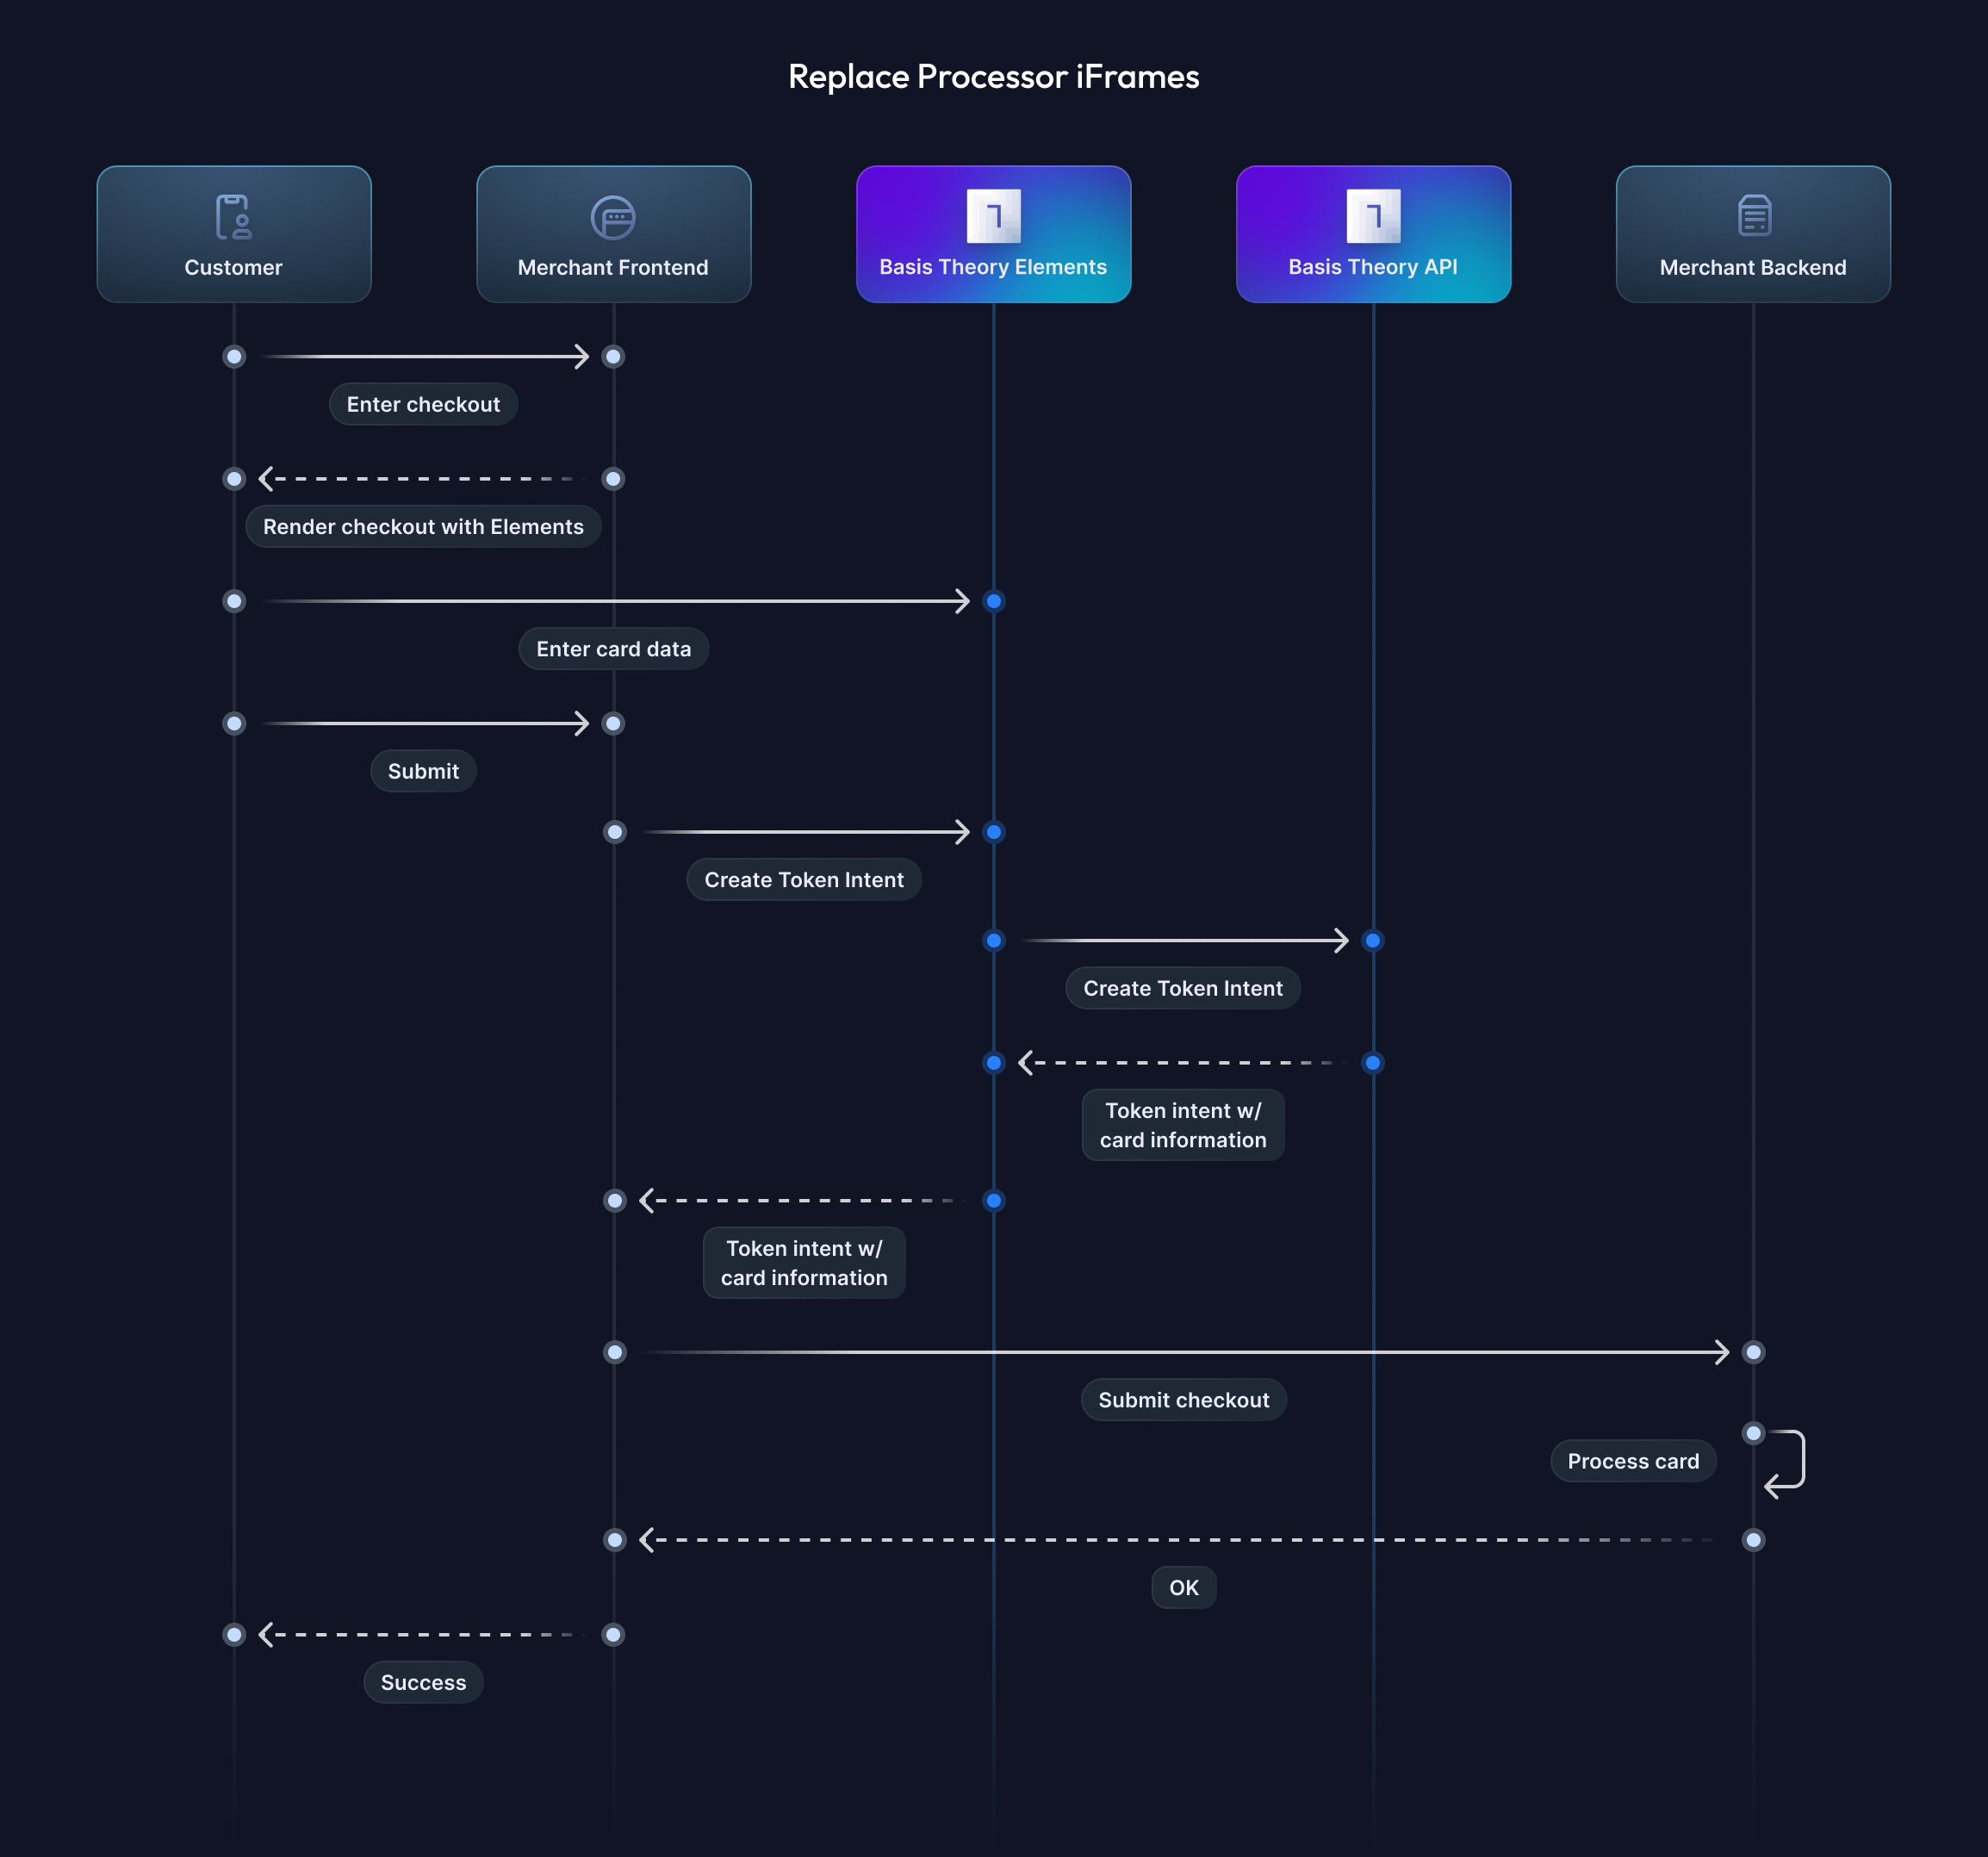 Replace Processor iFrames
Customer
Merchant Frontend
Basis Theory Elements
Basis Theory API
Merchant Backend
Enter checkout
Render checkout with Elements
Enter card data
Submit
Create Token Intent
Create Token Intent
Token intent w/
card information
Token intent w/
card information
Submit checkout
Process card
OK
Success